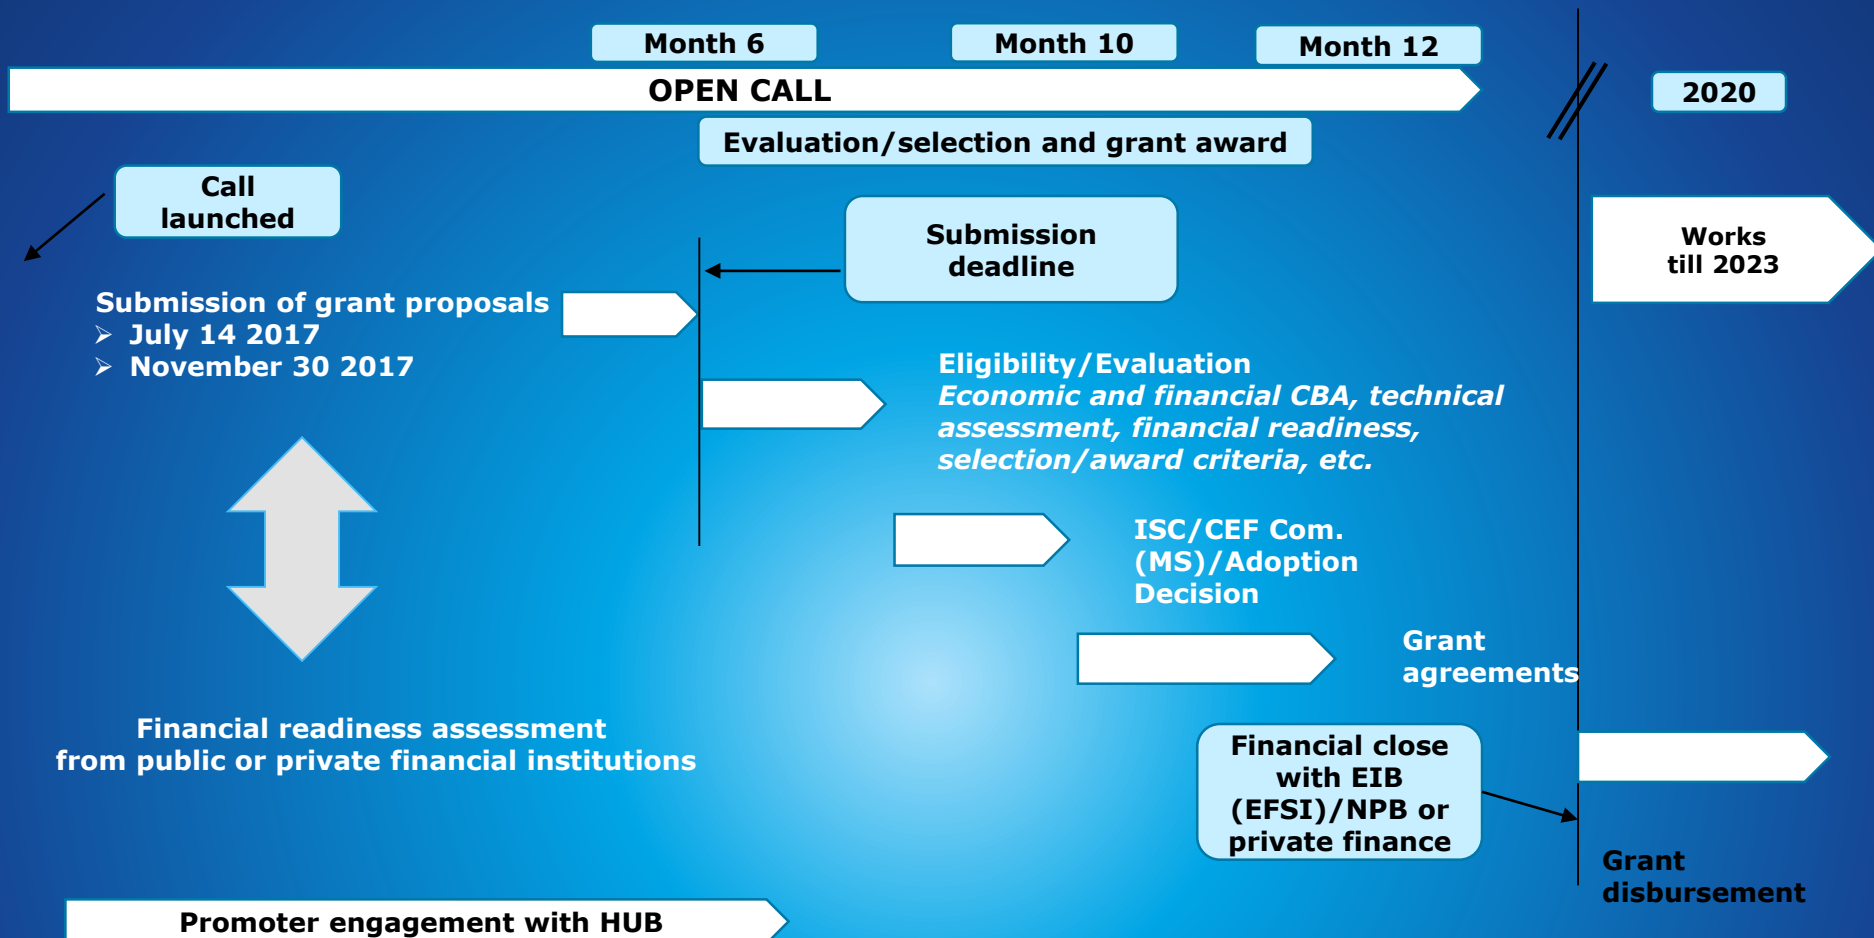 Month 6
Month 10
Month 12
OPEN CALL
2020
Evaluation/selection and grant award
Call
launched
Submission
deadline
Works
till 2023
Submission of grant proposals
➢ July 14 2017
➢ November 30 2017
Eligibility/Evaluation
Economic and financial CBA, technical
assessment, financial readiness,
selection/award criteria, etc.
ISC/CEF Com.
(MS)/Adoption
Decision
Grant
agreements
Financial readiness assessment
from public or private financial institutions
Financial close
with EIB
(EFSI)/NPB or
private finance
Grant
disbursement
Promoter engagement with HUB